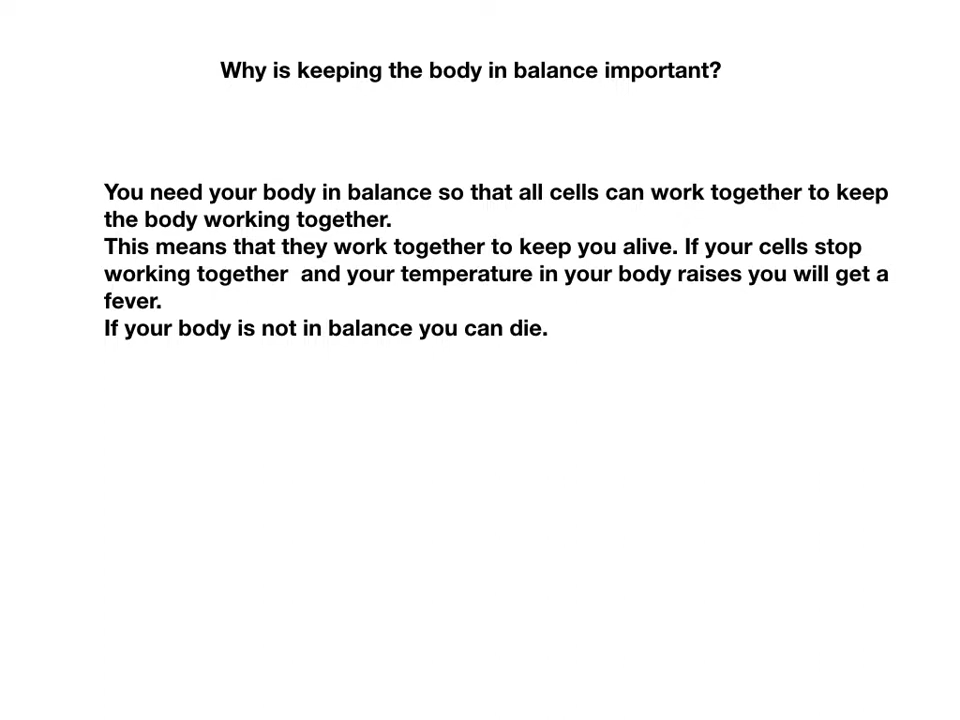 Why is keeping the body in balance important?
You need your body in balance so that all cells can work together to keep
the body working together.
This means that they work together to keep you alive. If your cells stop
working together  and your temperature in your body raises you will get a
fever.
If your body is not in balance you can die.